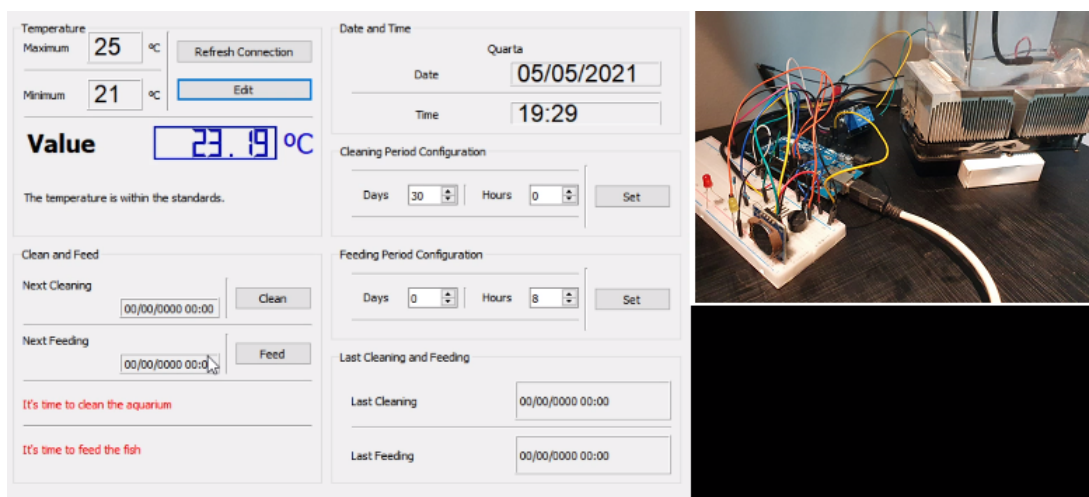 Temperature
Maximum 25 ºC Refresh Connection
Minimum 21 ºC Edit
Value 23.19 ºC
The temperature is within the standards.
Clean and Feed
Next Cleaning
00/00/0000 00:00 Clean
Next Feeding
00/00/0000 00:0 Feed
It's time to clean the aquarium
It's time to feed the fish
Date and Time
Quarta
Date 05/05/2021
Time 19:29
Cleaning Period Configuration
Days 30 Hours 0 Set
Feeding Period Configuration
Days 0 Hours 8 Set
Last Cleaning and Feeding
Last Cleaning 00/00/0000 00:00
Last Feeding 00/00/0000 00:00